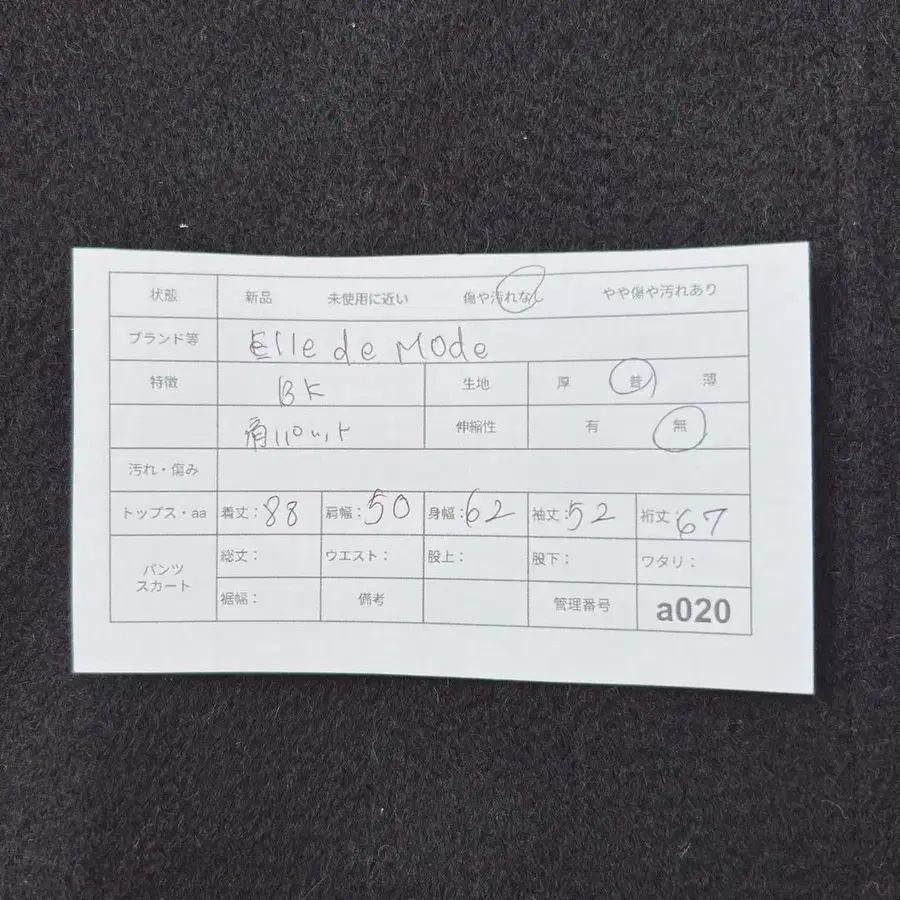 状態 新品 未使用に近い 傷や汚れなし やや傷や汚れあり
ブランド等 Elle de Mode
特徴 BK 生地 厚 普 薄
肩 伸縮性 有 無
汚れ・傷み
トップス・aa 着丈：88 肩幅：50 身幅：62 袖丈：52 裄丈：67
パンツ スカート 総丈： ウエスト： 股上： 股下： ワタリ：
裾幅： 備考 管理番号 a020